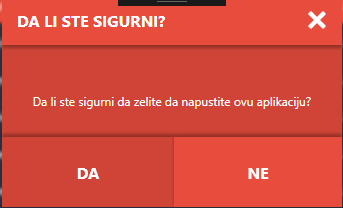 DA LI STE SIGURNI?
Da li ste sigurni da zelite da napustite ovu aplikaciju?
DA
NE